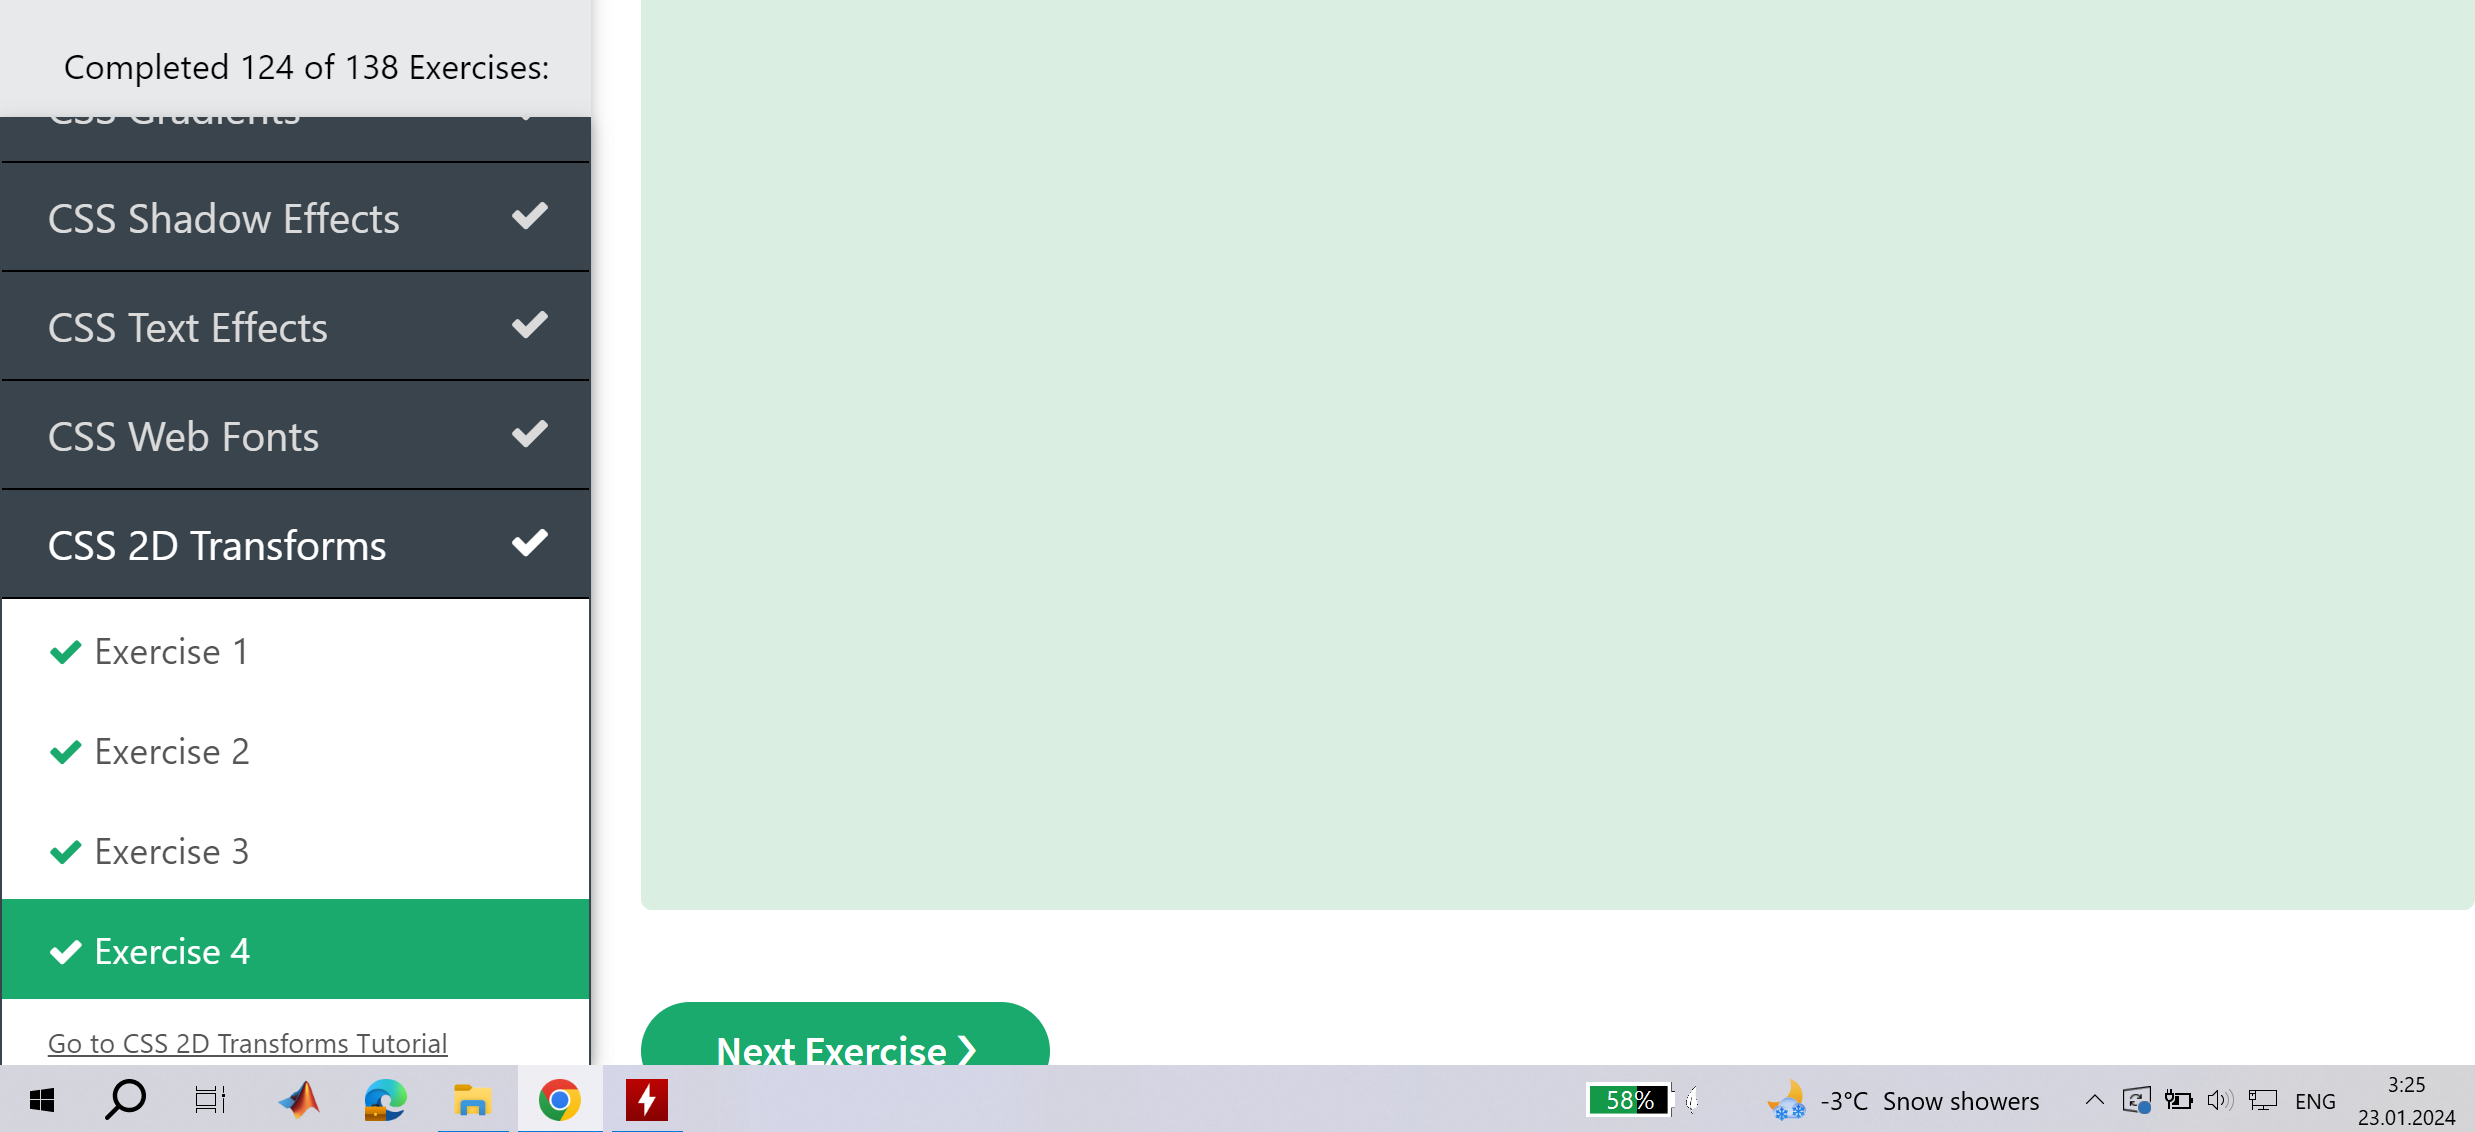 Completed 124 of 138 Exercises:
CSS Gradients
CSS Shadow Effects
CSS Text Effects
CSS Web Fonts
CSS 2D Transforms
Exercise 1
Exercise 2
Exercise 3
Exercise 4
Go to CSS 2D Transforms Tutorial
Next Exercise ❯
58%
-3°C Snow showers
ENG
3:25
23.01.2024